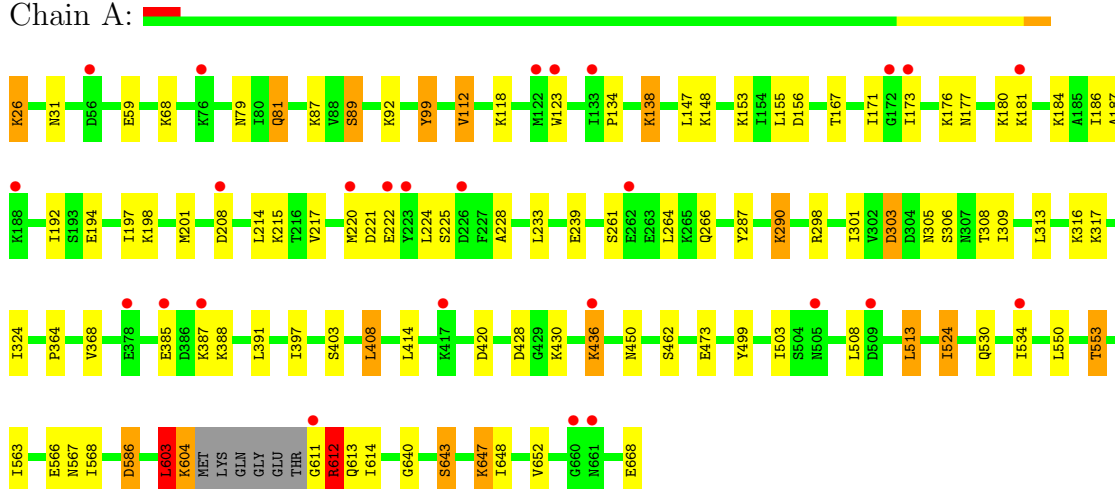 Chain A:
K26 N31 D56 E59 K68 K76 N79 I80 Q81 K87 V88 S89 K92 V99 V112 K118 M122 W123 I133 P134 K138 L147 K148 K153 I154 L155 D156 T167 I171 G172 I173 K176 N177 K180 K181 K184 A185 I186 A187
K188 I192 S193 E194 I197 K198 M201 D208 L214 K215 T216 V217 M220 D221 E222 Y223 L224 S225 D226 F227 A228 L233 E239 S261 E262 E263 L264 K265 Q266 Y287 K290 R298 I301 V302 D303 D304 N305 S306 N307 T308 I309 L313 K316 K317
I324 P364 V368 E378 E385 D386 K387 K388 L391 I397 S403 L408 L414 K417 D420 D428 G429 K430 K436 N450 S462 E473 Y499 I503 S504 N505 L508 D509 L513 I524 Q530 I534 L550 T553
I563 E566 N567 I568 D586 L603 K604 MET LYS GLN GLY GLU THR G611 R612 Q613 I614 G640 S643 K647 I648 V652 G660 N661 E668